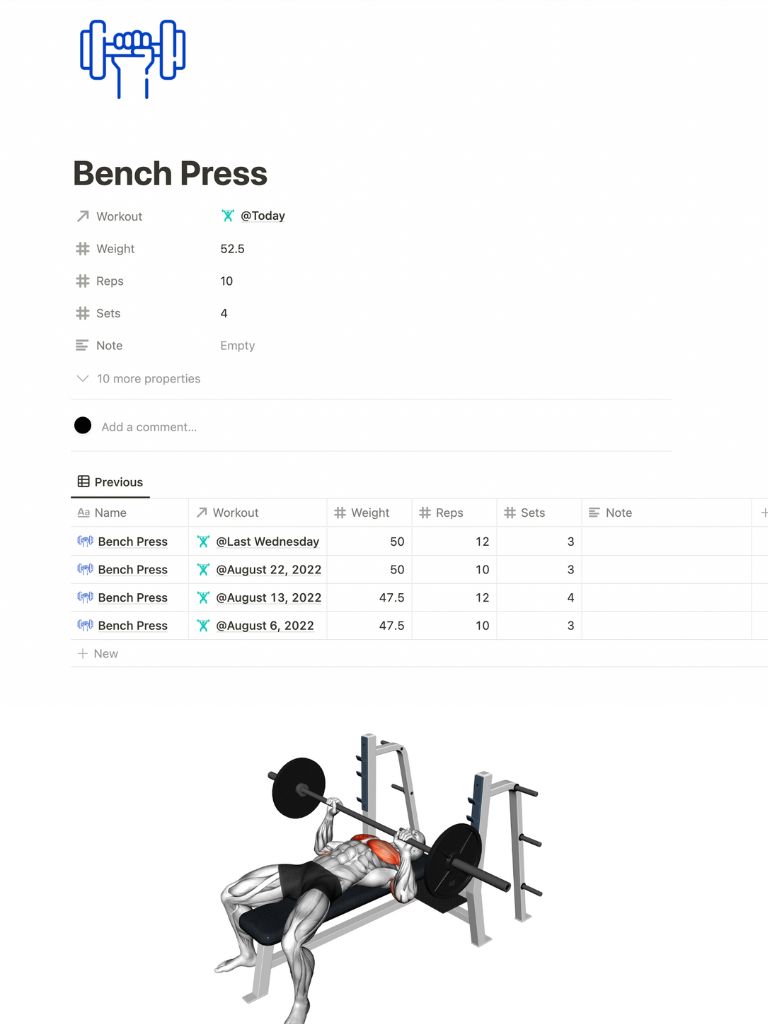 Bench Press
Workout @Today
Weight 52.5
Reps 10
Sets 4
Note Empty
10 more properties
Add a comment...
Previous
Aa Name Workout Weight Reps Sets Note
Bench Press @Last Wednesday 50 12 3
Bench Press @August 22, 2022 50 10 3
Bench Press @August 13, 2022 47.5 12 4
Bench Press @August 6, 2022 47.5 10 3
+ New